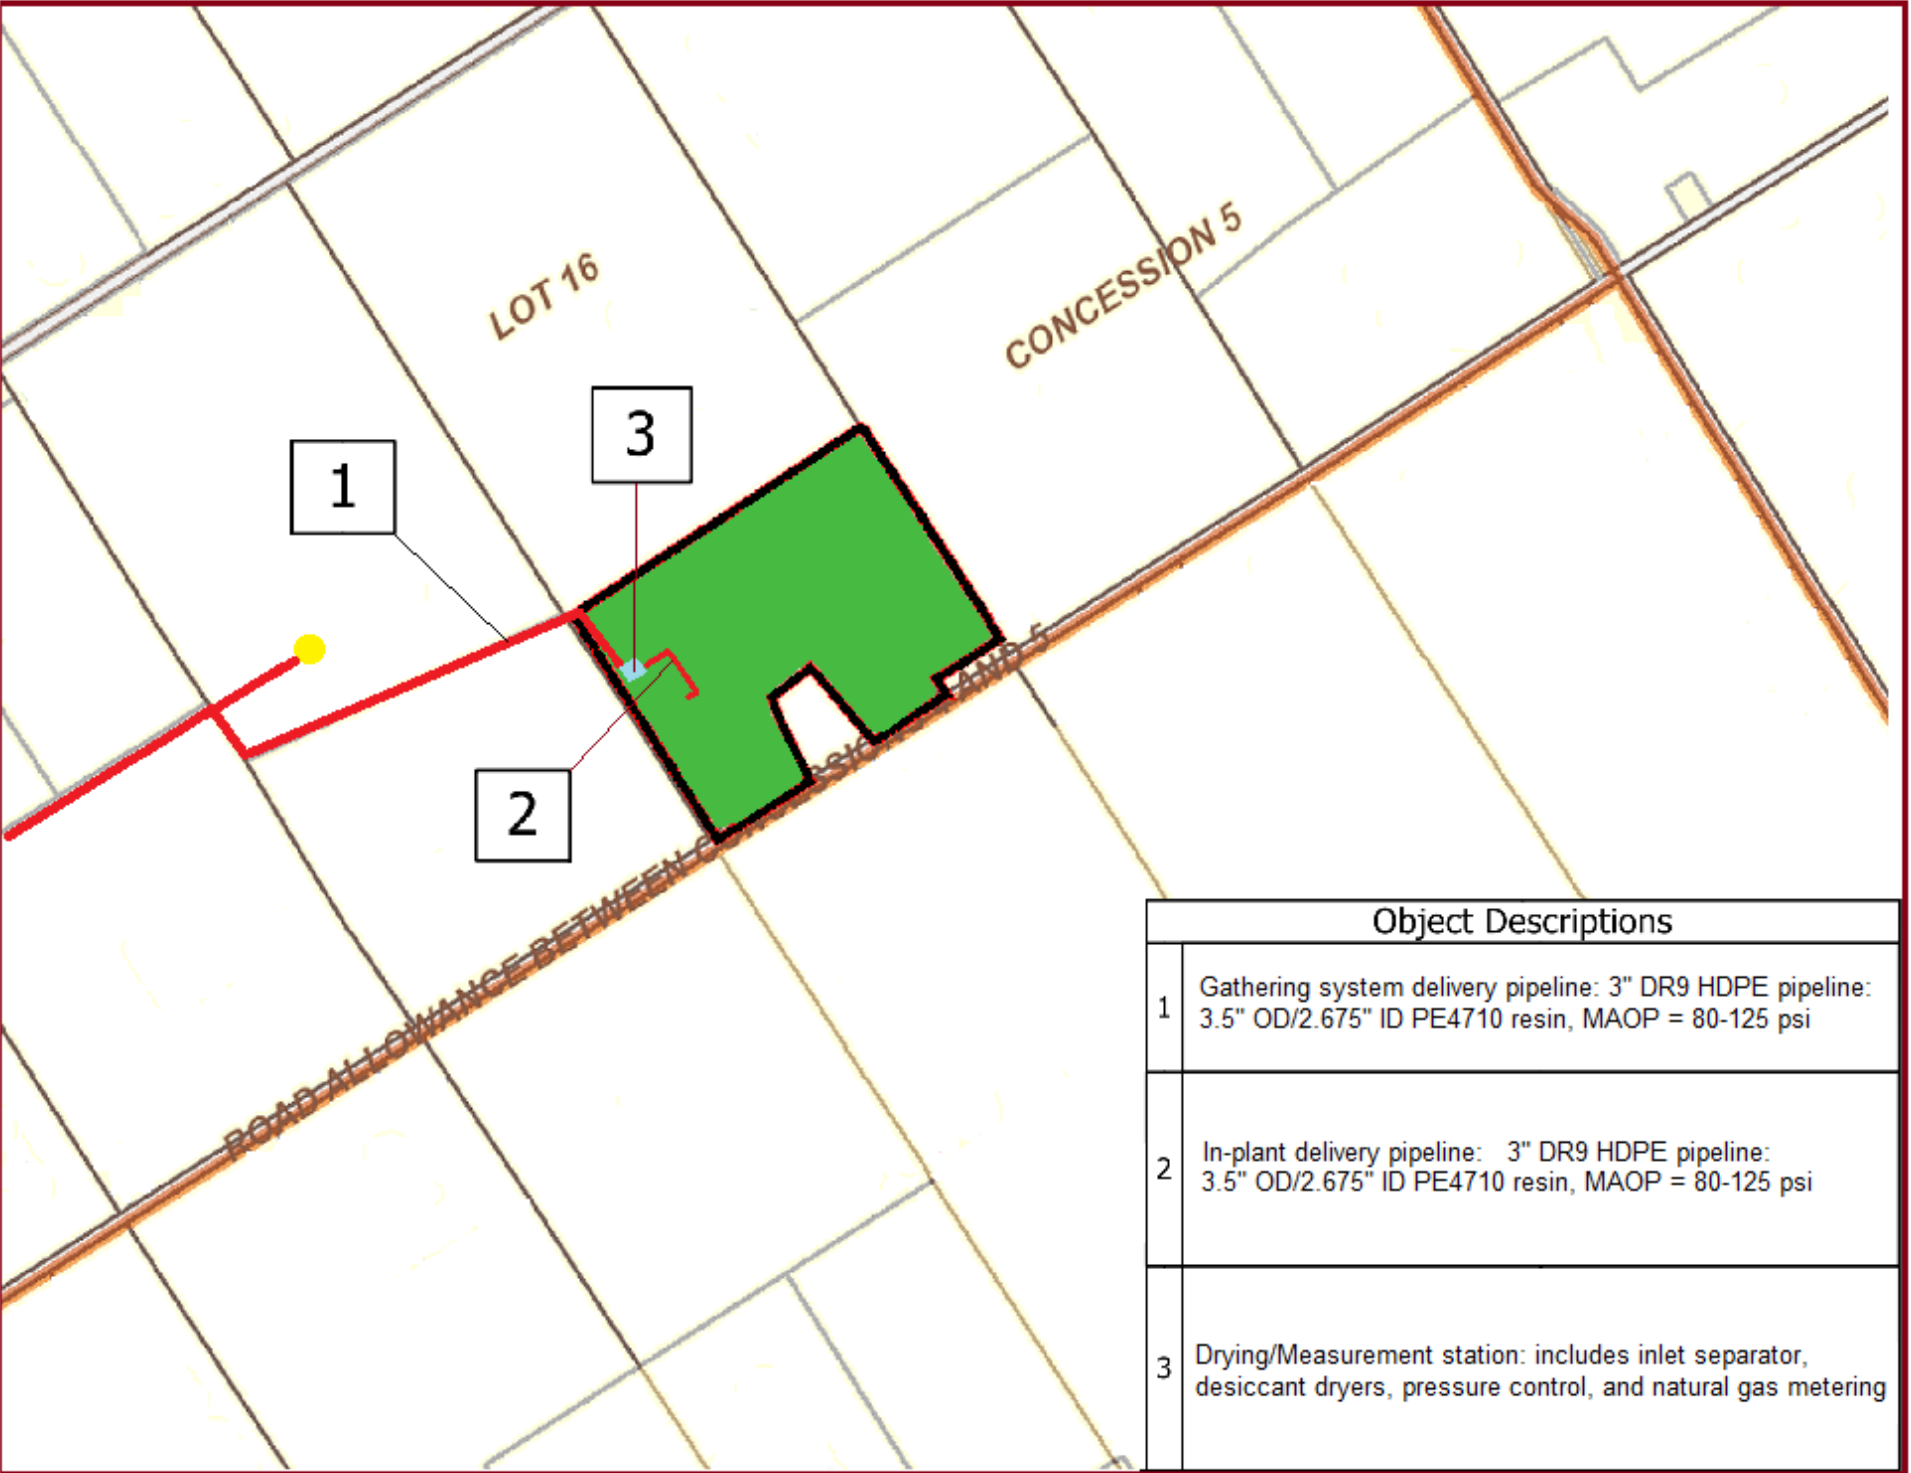 LOT 16
CONCESSION 5
3
1
2
ROAD ALLOWANCE BETWEEN AND 5
Object Descriptions
1
Gathering system delivery pipeline: 3" DR9 HDPE pipeline:
3.5" OD/2.675" ID PE4710 resin, MAOP = 80-125 psi
2
In-plant delivery pipeline: 3" DR9 HDPE pipeline:
3.5" OD/2.675" ID PE4710 resin, MAOP = 80-125 psi
3
Drying/Measurement station: includes inlet separator,
desiccant dryers, pressure control, and natural gas metering